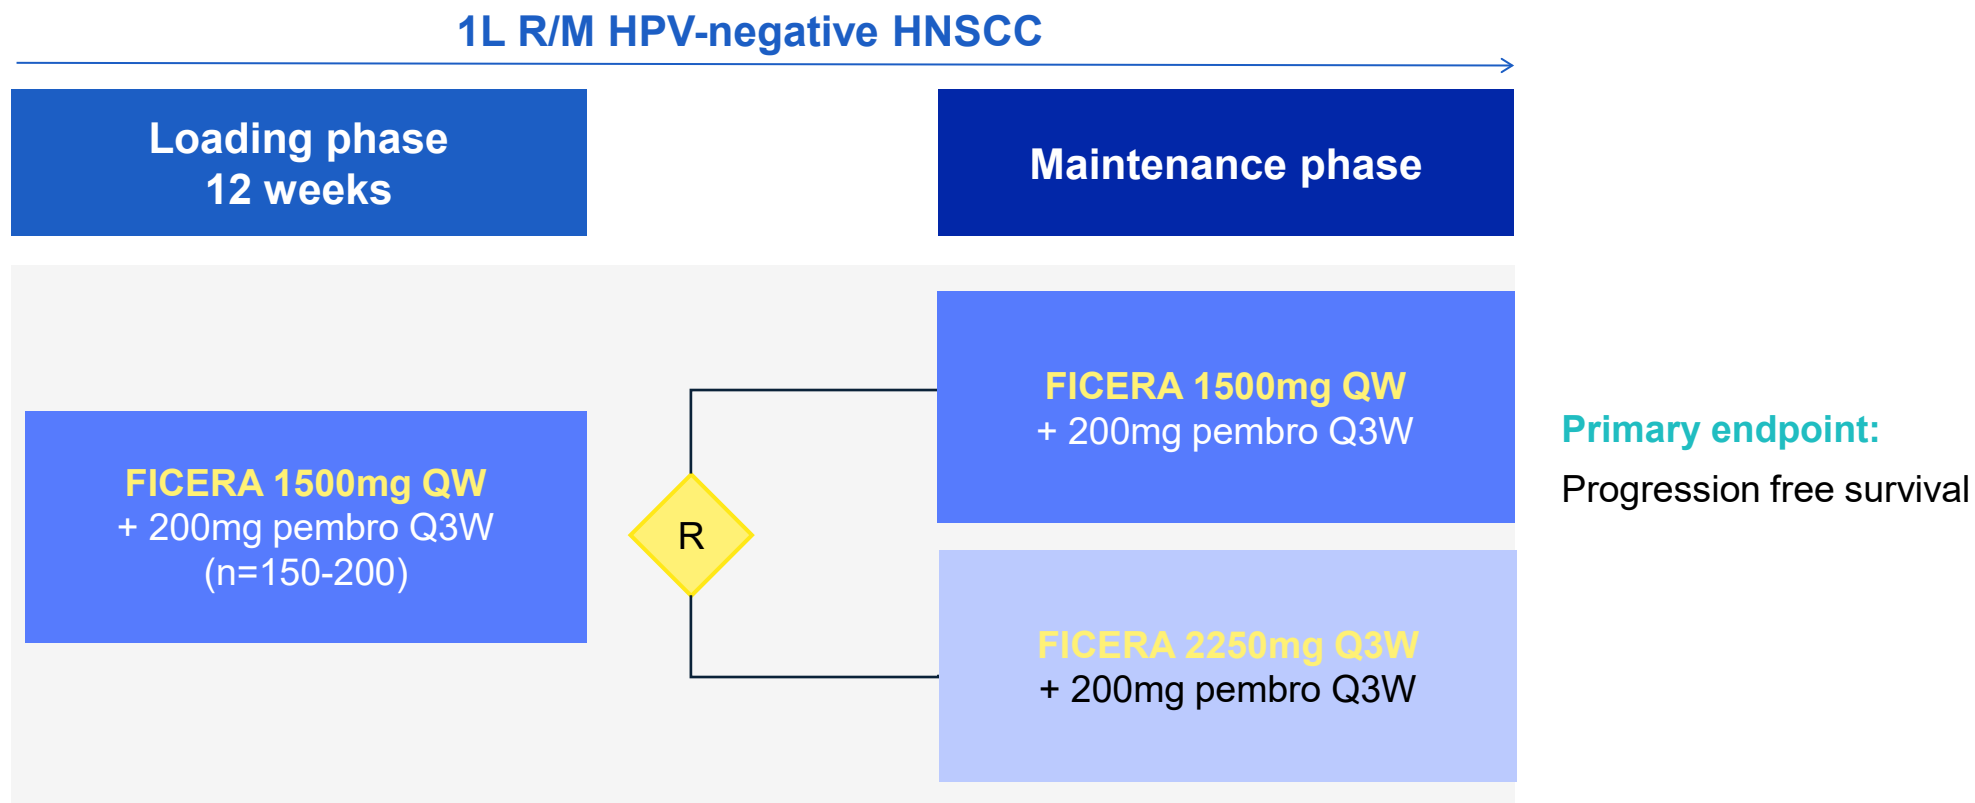 1L R/M HPV-negative HNSCC
Loading phase
12 weeks
Maintenance phase
FICERA 1500mg QW
+ 200mg pembro Q3W
(n=150-200)
R
FICERA 1500mg QW
+ 200mg pembro Q3W
FICERA 2250mg Q3W
+ 200mg pembro Q3W
Primary endpoint:
Progression free survival